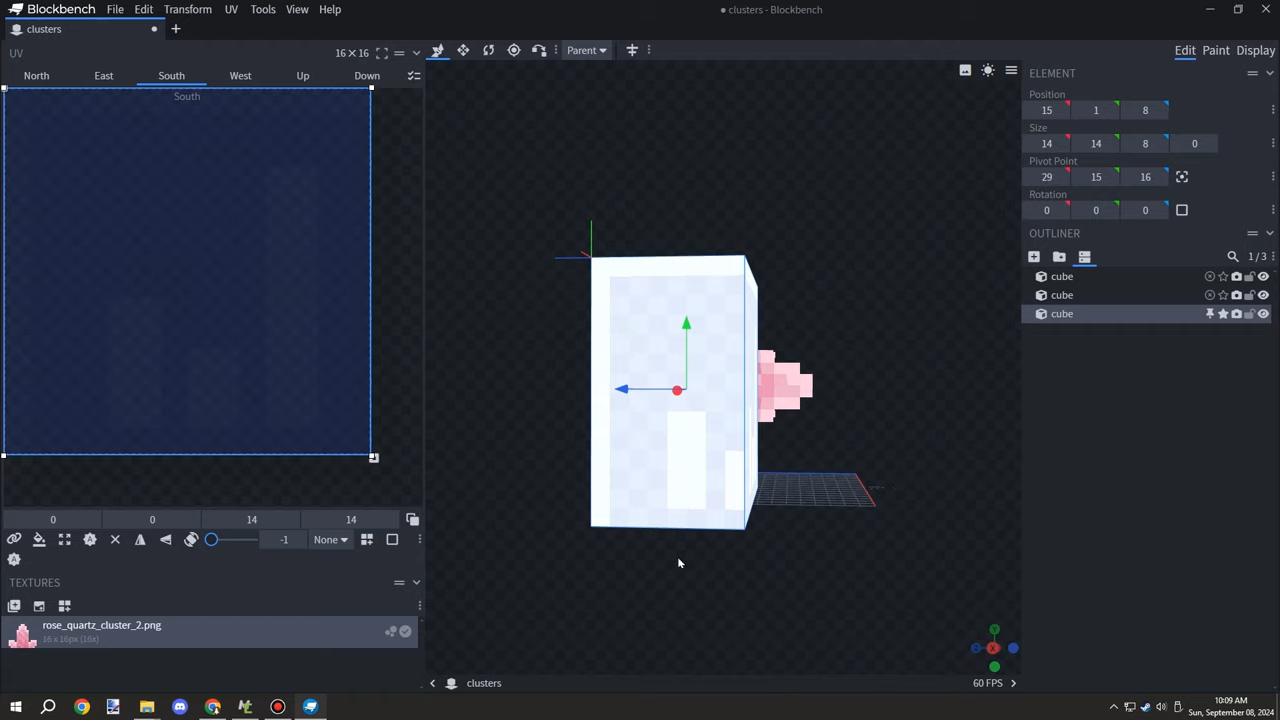 Blockbench File Edit Transform UV Tools View Help
clusters - Blockbench
clusters
UV 16×16
North East South West Up Down
South
Parent
Edit Paint Display
ELEMENT
Position
15 1 8
Size
14 14 8 0
Pivot Point
29 15 16
Rotation
0 0 0
OUTLINER
1/3
cube
cube
cube
0 0 14 14
-1 None
TEXTURES
rose_quartz_cluster_2.png
16 x 16px (16x)
Y
X
Z
clusters
60 FPS
10:09 AM
Sun, September 08, 2024